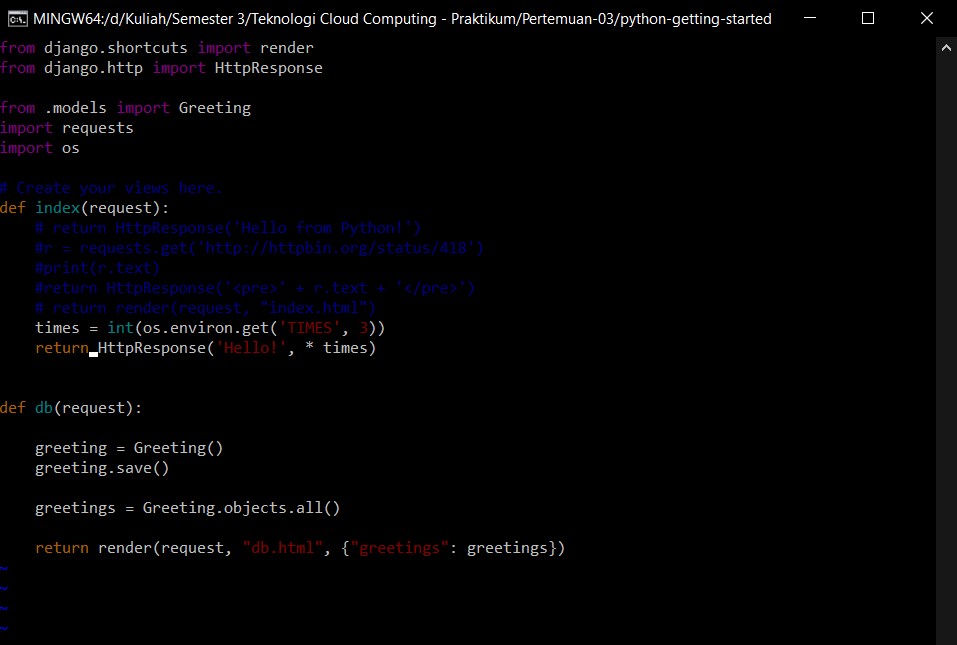 MINGW64:/d/Kuliah/Semester 3/Teknologi Cloud Computing - Praktikum/Pertemuan-03/python-getting-started
from django.shortcuts import render
from django.http import HttpResponse
from .models import Greeting
import requests
import os
# Create your views here.
def index(request):
    # return HttpResponse('Hello from Python!')
    #r = requests.get('http://httpbin.org/status/418')
    #print(r.text)
    #return HttpResponse('<pre>' + r.text + '</pre>')
    # return render(request, "index.html")
    times = int(os.environ.get('TIMES', 3))
    return HttpResponse('Hello!', * times)
def db(request):
    greeting = Greeting()
    greeting.save()
    greetings = Greeting.objects.all()
    return render(request, "db.html", {"greetings": greetings})
~
~
~
~